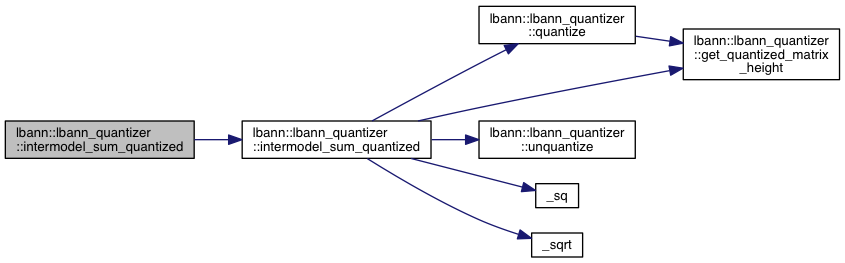 lbann::lbann_quantizer
::intermodel_sum_quantized
lbann::lbann_quantizer
::intermodel_sum_quantized
lbann::lbann_quantizer
::quantize
lbann::lbann_quantizer
::get_quantized_matrix
_height
lbann::lbann_quantizer
::unquantize
_sq
_sqrt